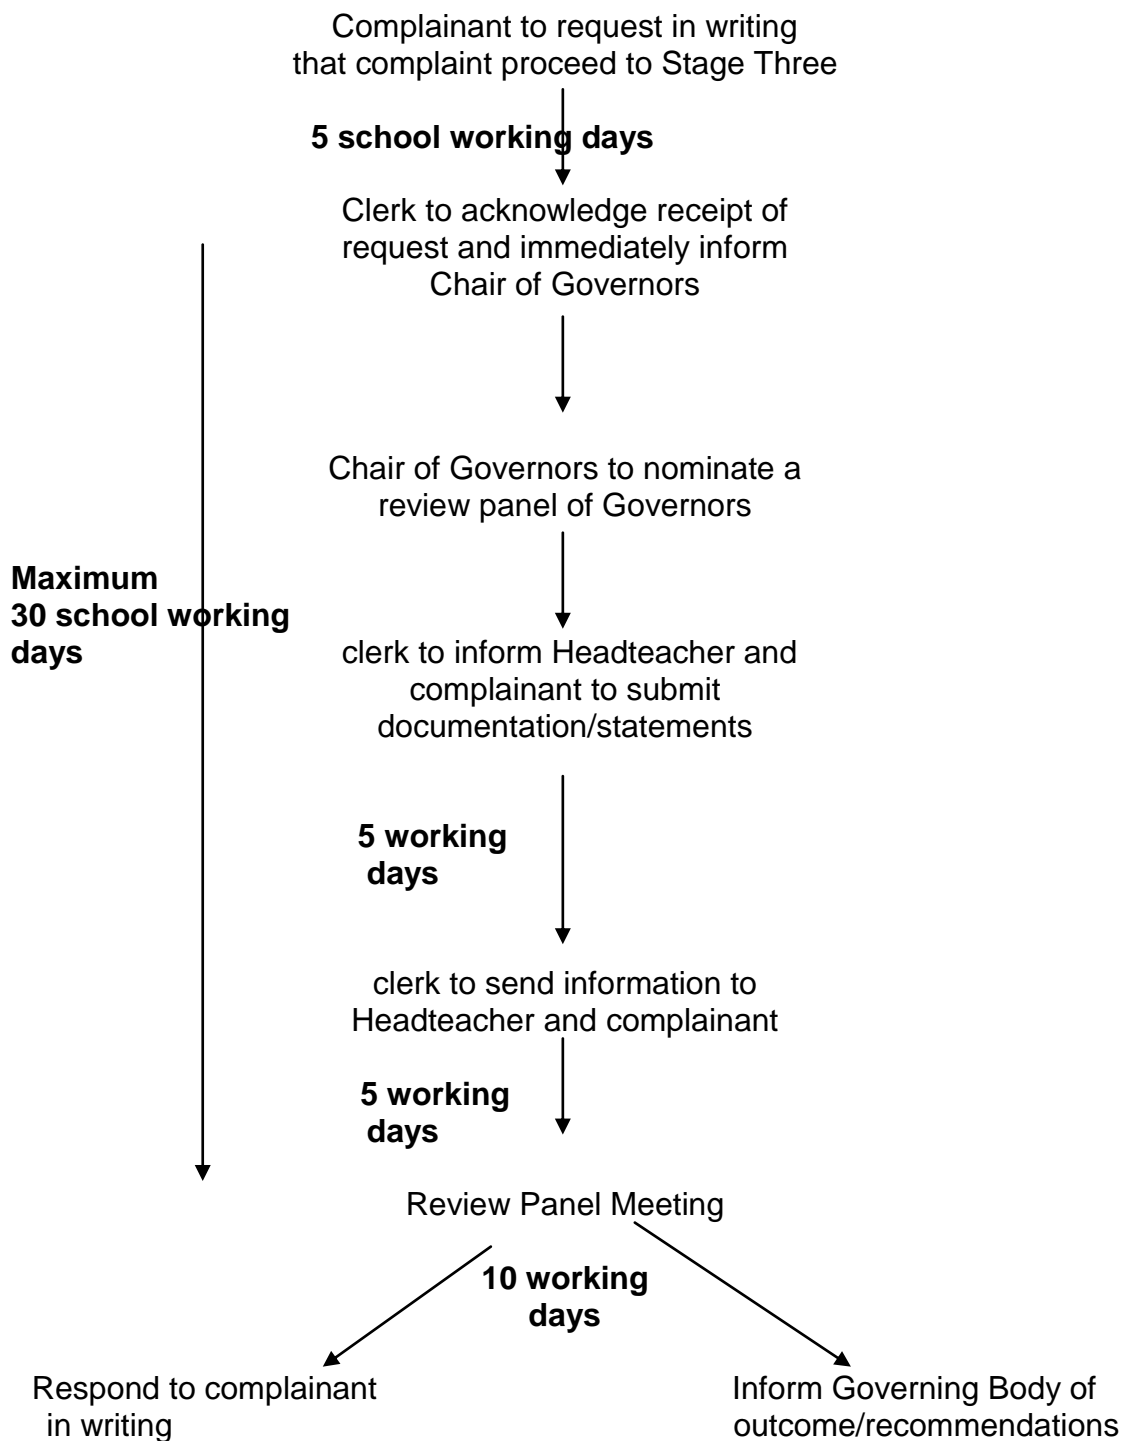 Complainant to request in writing
that complaint proceed to Stage Three
5 school working days
Clerk to acknowledge receipt of
request and immediately inform
Chair of Governors
Chair of Governors to nominate a
review panel of Governors
Maximum
30 school working
days
clerk to inform Headteacher and
complainant to submit
documentation/statements
5 working
days
clerk to send information to
Headteacher and complainant
5 working
days
Review Panel Meeting
10 working
days
Respond to complainant
in writing
Inform Governing Body of
outcome/recommendations